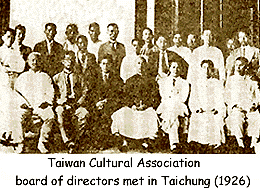 Taiwan Cultural Association
board of directors met in Taichung (1926)